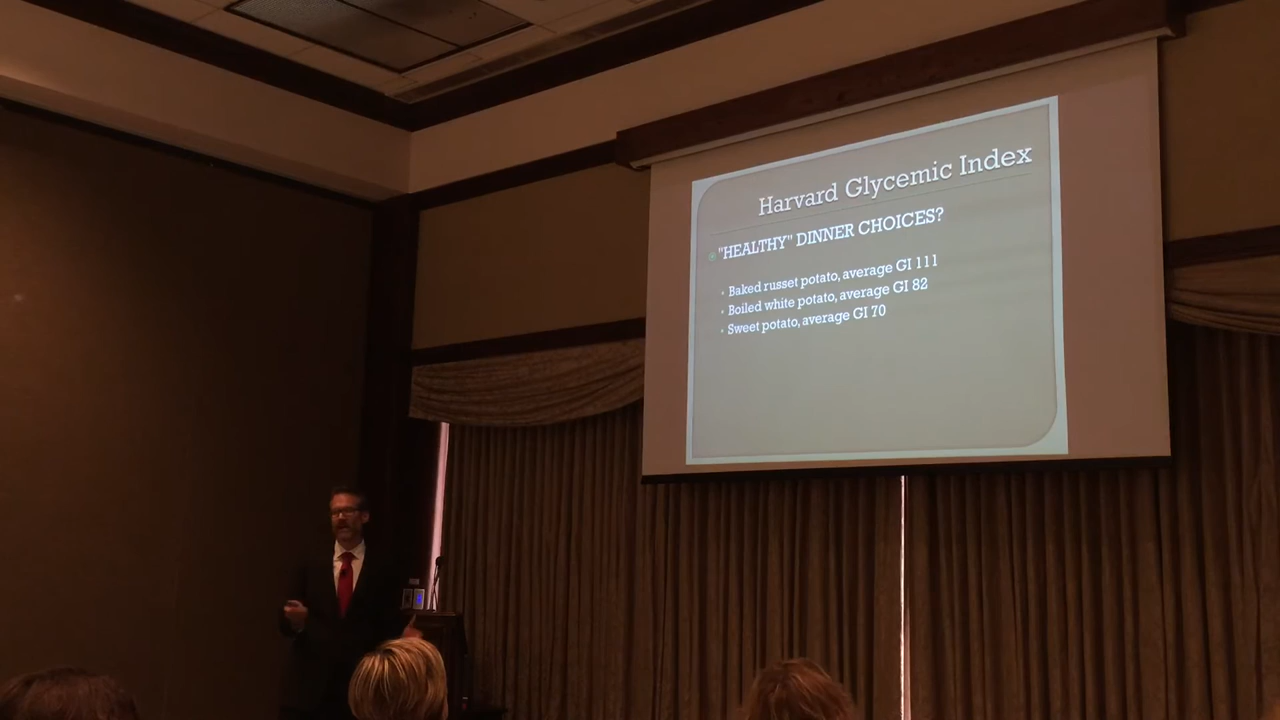 Harvard Glycemic Index
"HEALTHY" DINNER CHOICES?
Baked russet potato, average GI 111
Boiled white potato, average GI 82
Sweet potato, average GI 70